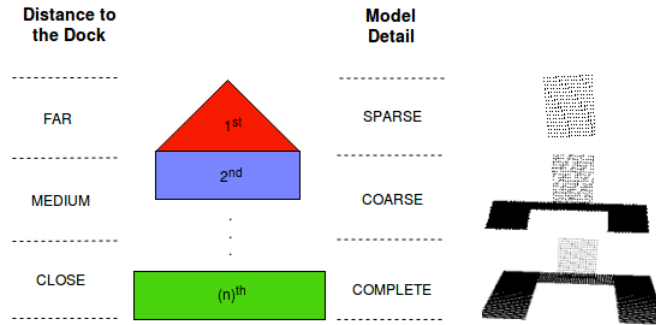 Distance to
the Dock
Model
Detail
FAR
1st
SPARSE
2nd
MEDIUM
COARSE
CLOSE
(n)th
COMPLETE